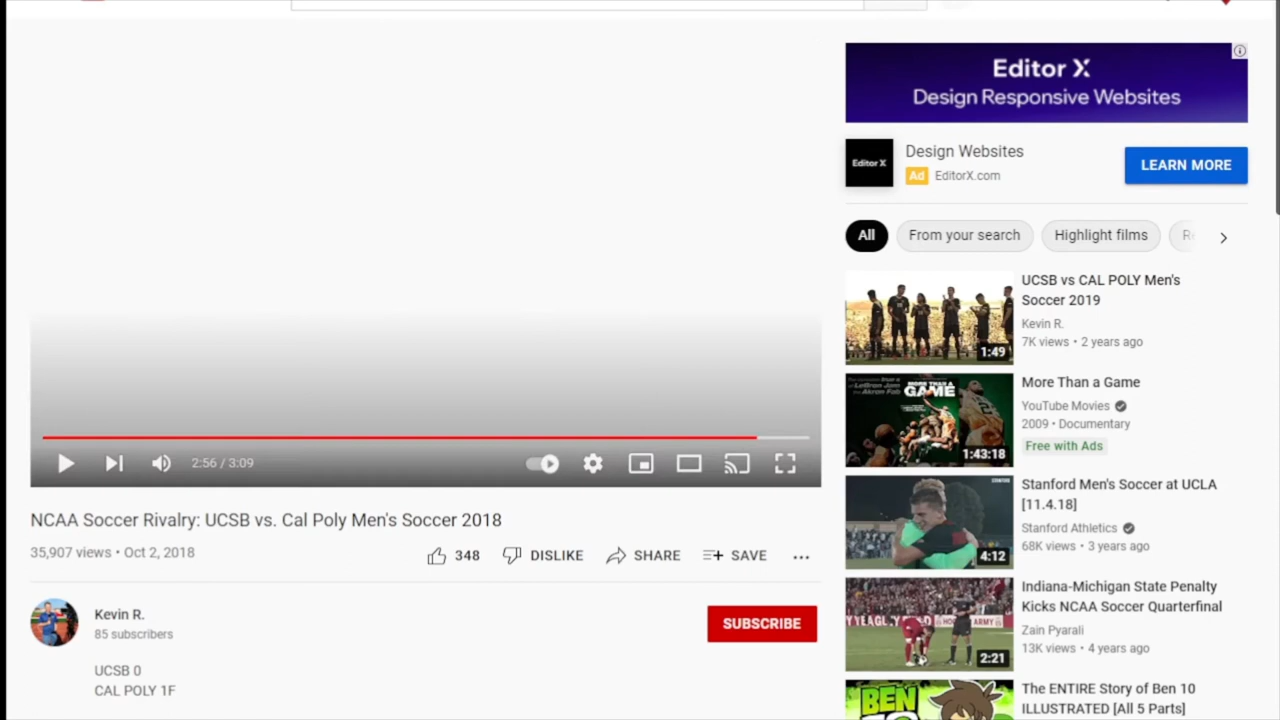 Editor X
Design Responsive Websites
Editor X
Design Websites
Ad EditorX.com
LEARN MORE
All
From your search
Highlight films
UCSB vs CAL POLY Men's
Soccer 2019
Kevin R.
7K views • 2 years ago
1:49
More Than a Game
YouTube Movies
2009 • Documentary
Free with Ads
MORE THAN A
GAME
1:43:18
2:56 / 3:09
Stanford Men's Soccer at UCLA
[11.4.18]
Stanford Athletics
68K views • 3 years ago
4:12
NCAA Soccer Rivalry: UCSB vs. Cal Poly Men's Soccer 2018
35,907 views • Oct 2, 2018
348
DISLIKE
SHARE
SAVE
Indiana-Michigan State Penalty
Kicks NCAA Soccer Quarterfinal
Zain Pyarali
13K views • 4 years ago
2:21
Kevin R.
85 subscribers
SUBSCRIBE
UCSB 0
CAL POLY 1F
The ENTIRE Story of Ben 10
ILLUSTRATED [All 5 Parts]
BEN